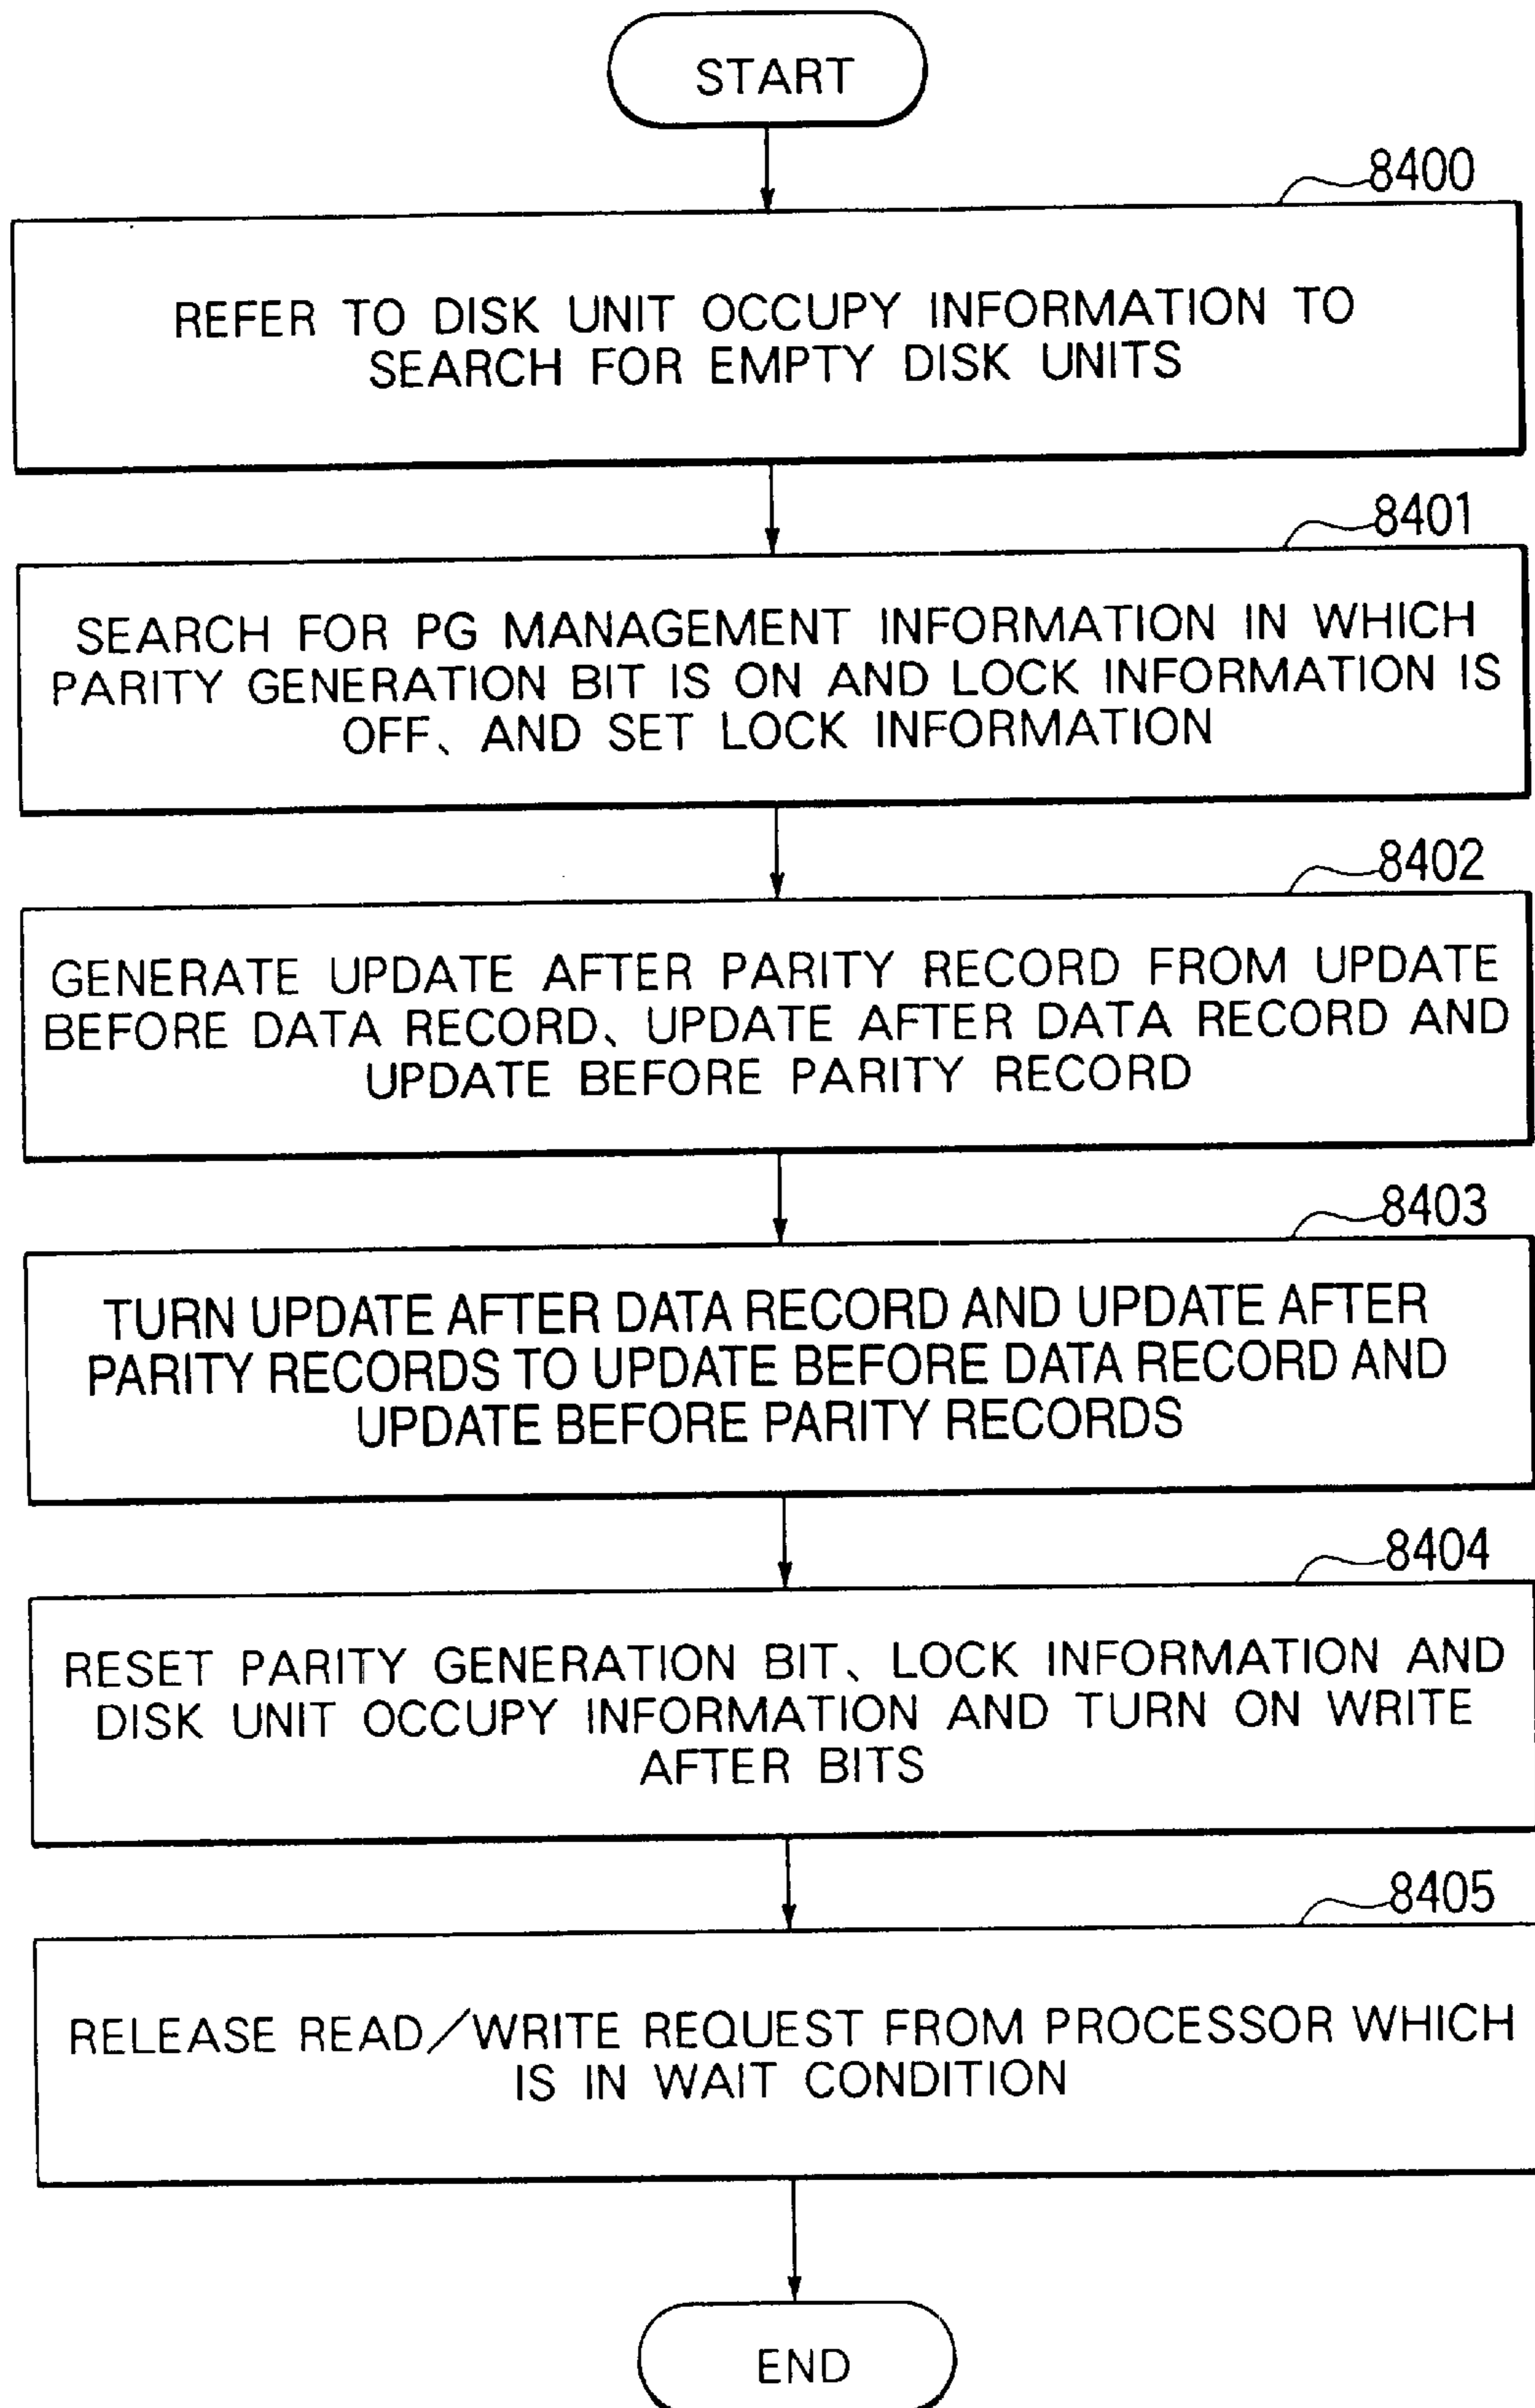 START
8400
REFER TO DISK UNIT OCCUPY INFORMATION TO
SEARCH FOR EMPTY DISK UNITS
8401
SEARCH FOR PG MANAGEMENT INFORMATION IN WHICH
PARITY GENERATION BIT IS ON AND LOCK INFORMATION IS
OFF、AND SET LOCK INFORMATION
8402
GENERATE UPDATE AFTER PARITY RECORD FROM UPDATE
BEFORE DATA RECORD、UPDATE AFTER DATA RECORD AND
UPDATE BEFORE PARITY RECORD
8403
TURN UPDATE AFTER DATA RECORD AND UPDATE AFTER
PARITY RECORDS TO UPDATE BEFORE DATA RECORD AND
UPDATE BEFORE PARITY RECORDS
8404
RESET PARITY GENERATION BIT、LOCK INFORMATION AND
DISK UNIT OCCUPY INFORMATION AND TURN ON WRITE
AFTER BITS
8405
RELEASE READ/WRITE REQUEST FROM PROCESSOR WHICH
IS IN WAIT CONDITION
END